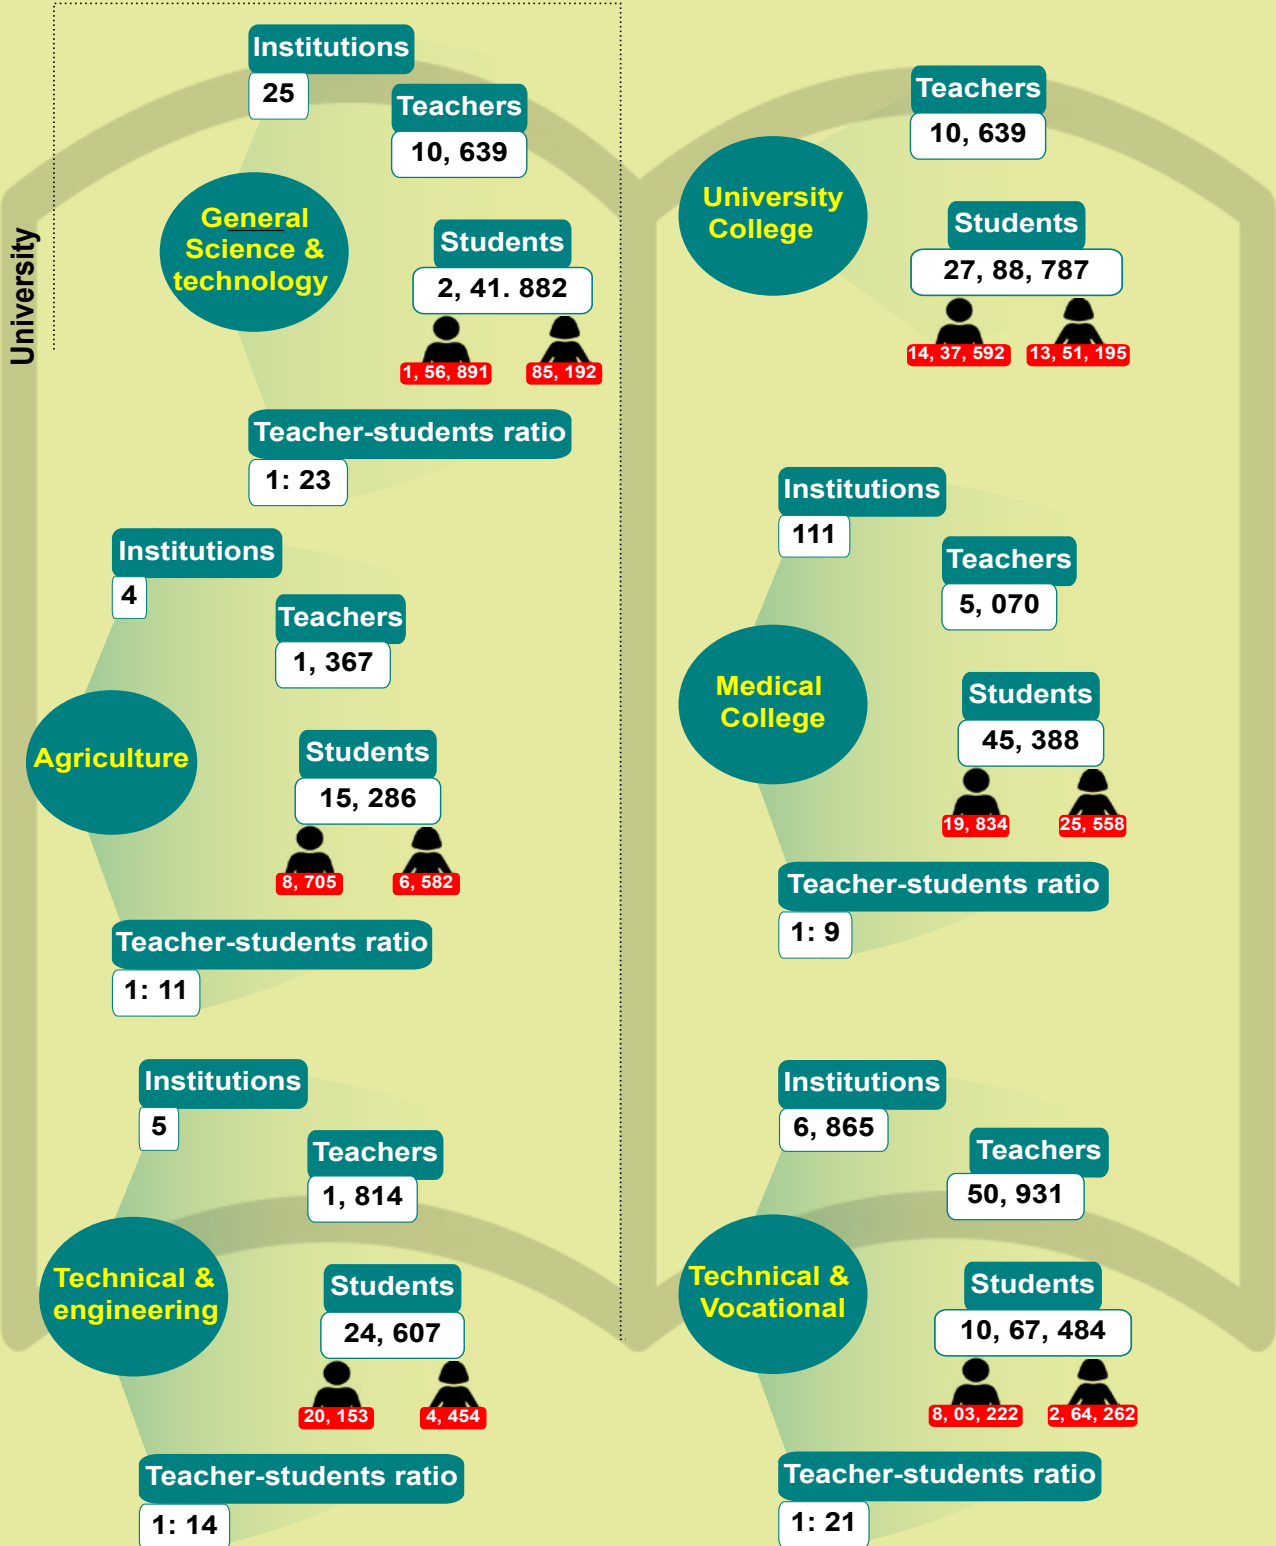 University
Institutions
25
Teachers
10, 639
General
Science &
technology
Students
2, 41. 882
1, 56, 891
85, 192
Teacher-students ratio
1: 23
Institutions
4
Teachers
1, 367
Agriculture
Students
15, 286
8, 705
6, 582
Teacher-students ratio
1: 11
Institutions
5
Teachers
1, 814
Technical &
engineering
Students
24, 607
20, 153
4, 454
Teacher-students ratio
1: 14
Teachers
10, 639
University
College
Students
27, 88, 787
14, 37, 592
13, 51, 195
Institutions
111
Teachers
5, 070
Medical
College
Students
45, 388
19, 834
25, 558
Teacher-students ratio
1: 9
Institutions
6, 865
Teachers
50, 931
Technical &
Vocational
Students
10, 67, 484
8, 03, 222
2, 64, 262
Teacher-students ratio
1: 21